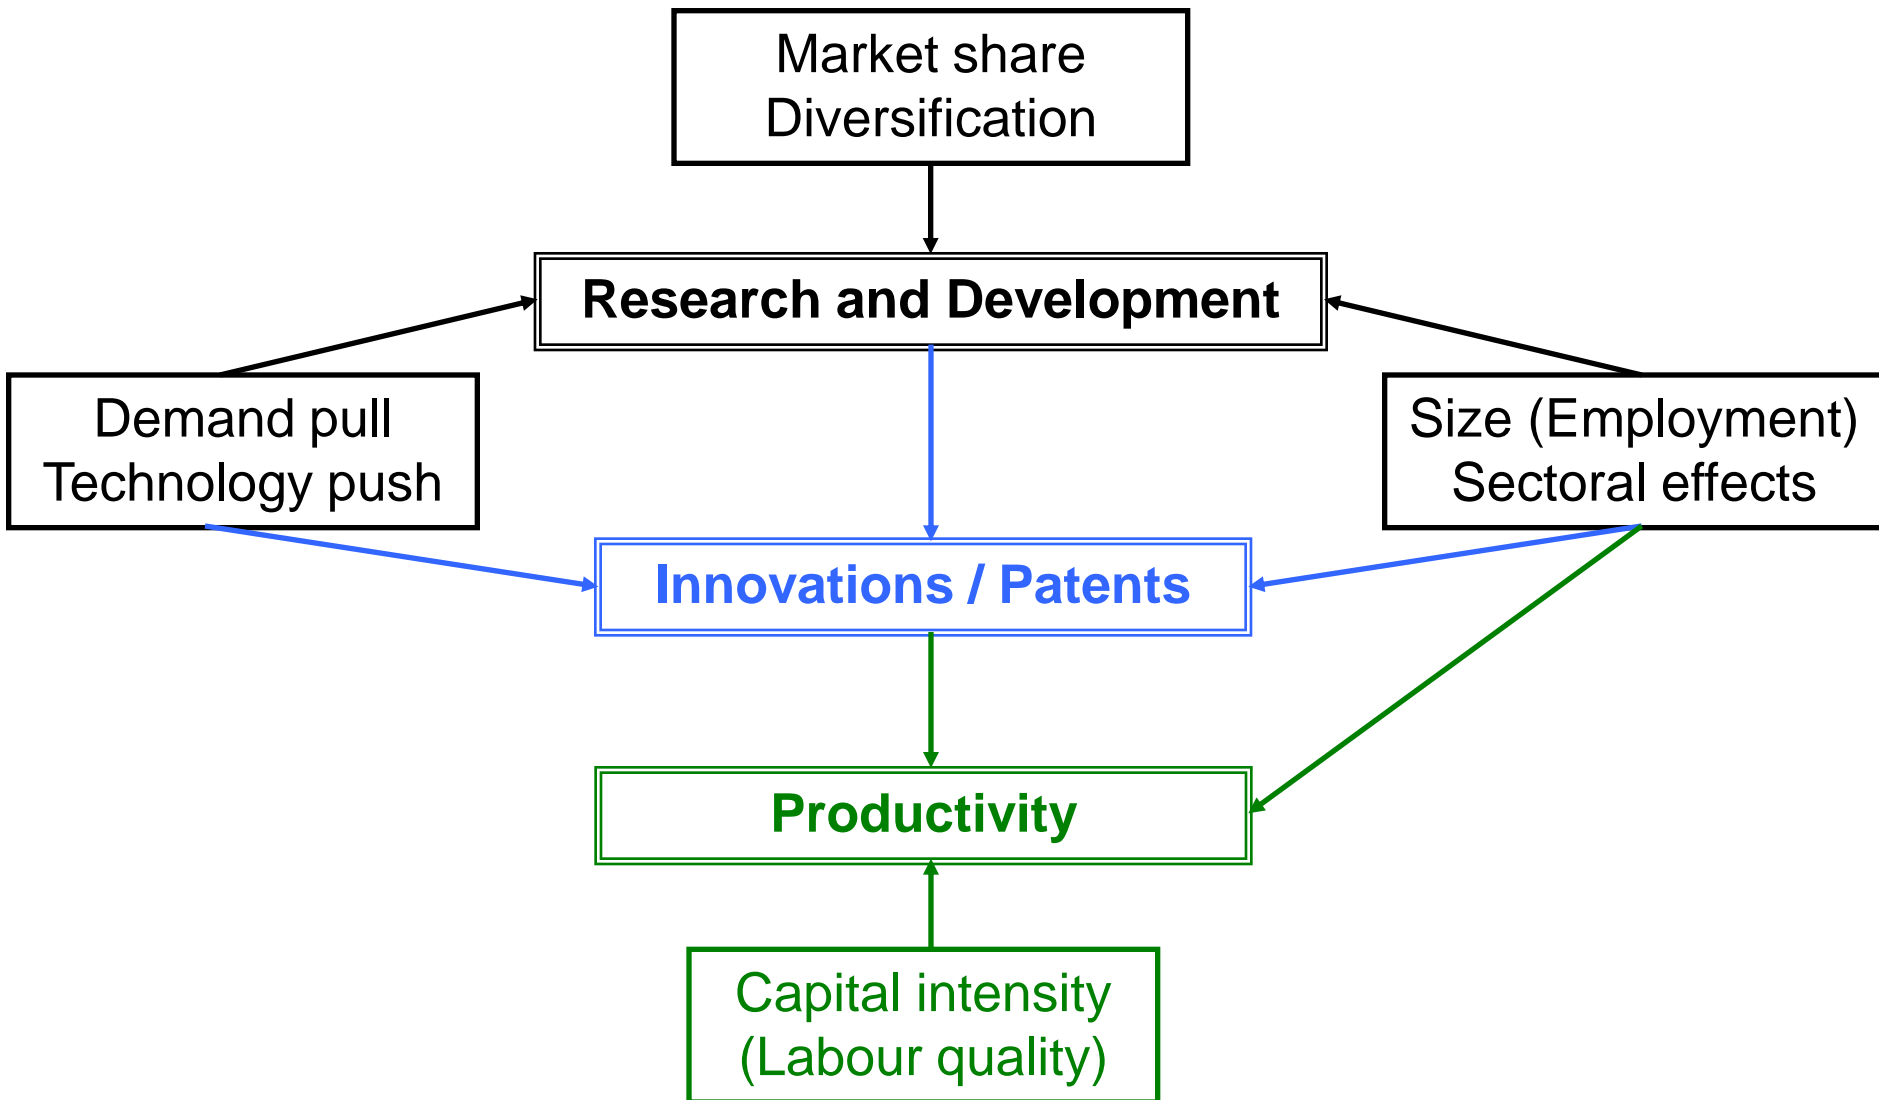 Market share
Diversification
Research and Development
Demand pull
Technology push
Size (Employment)
Sectoral effects
Innovations / Patents
Productivity
Capital intensity
(Labour quality)